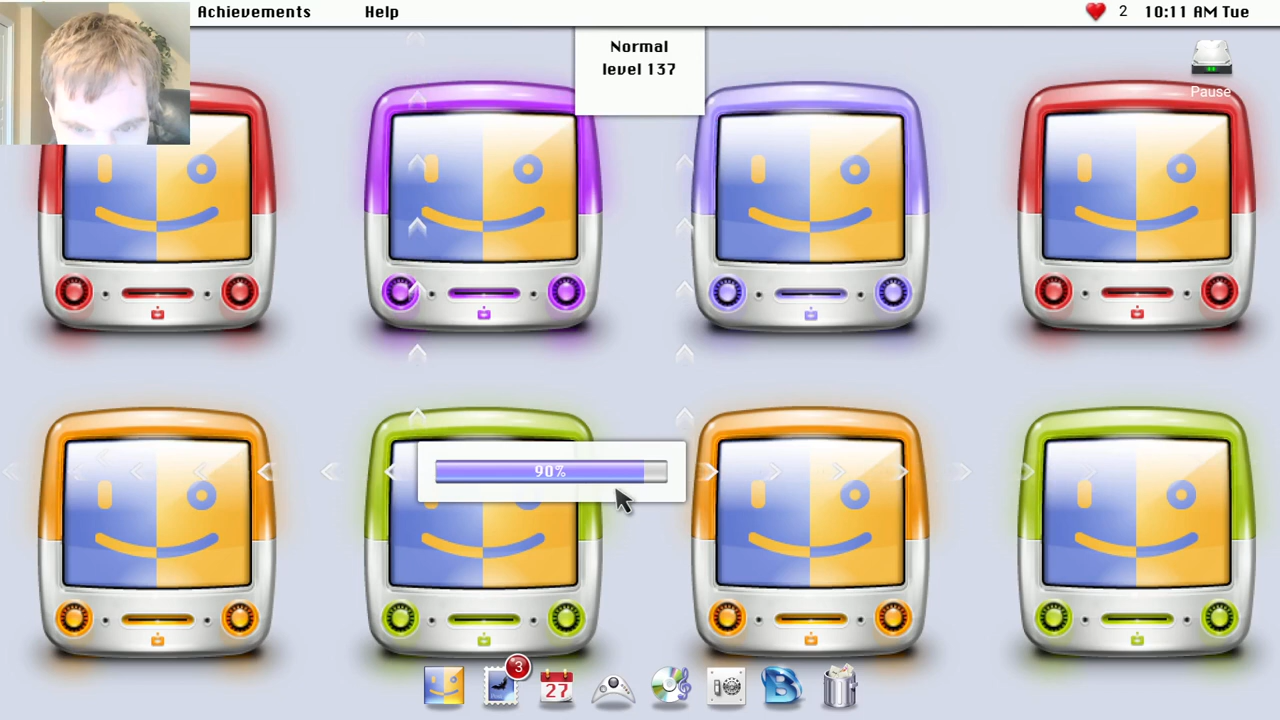 Achievements Help 2 10:11 AM Tue
Normal
level 137
Pause
90%
3
27
B